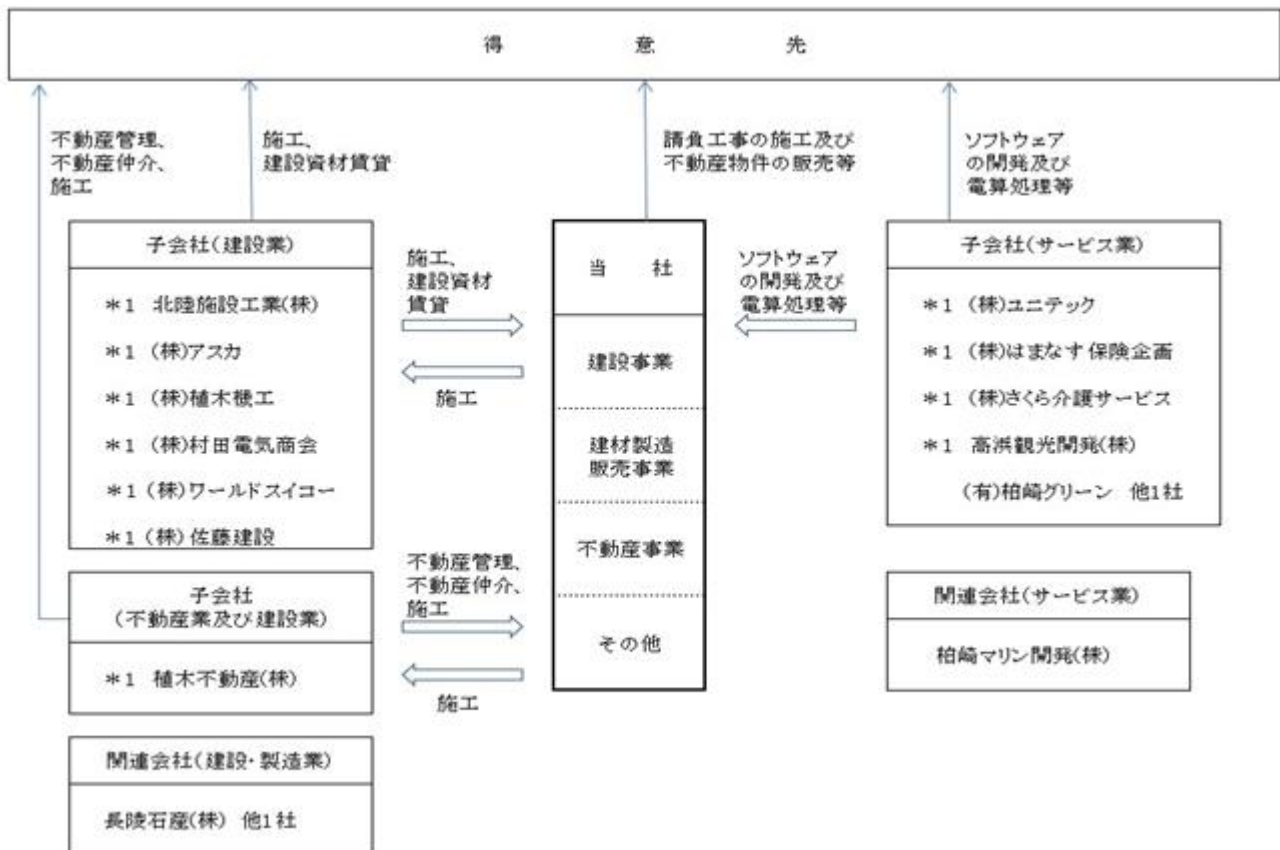 得意先
不動産管理、
不動産仲介、
施工
施工、
建設資材賃貸
請負工事の施工及び
不動産物件の販売等
ソフトウェア
の開発及び
電算処理等
子会社(建設業)
*1 北陸施設工業(株)
*1 (株)アスカ
*1 (株)植木機工
*1 (株)村田電気商会
*1 (株)ワールドスイコー
*1 (株)佐藤建設
施工、
建設資材
賃貸
施工
当社
建設事業
建材製造
販売事業
不動産事業
その他
ソフトウェア
の開発及び
電算処理等
子会社(サービス業)
*1 (株)ユニテック
*1 (株)はまなす保険企画
*1 (株)さくら介護サービス
*1 高浜観光開発(株)
(有)柏崎グリーン 他1社
子会社
(不動産業及び建設業)
*1 植木不動産(株)
不動産管理、
不動産仲介、
施工
施工
関連会社(サービス業)
柏崎マリン開発(株)
関連会社(建設・製造業)
長陵石産(株) 他1社